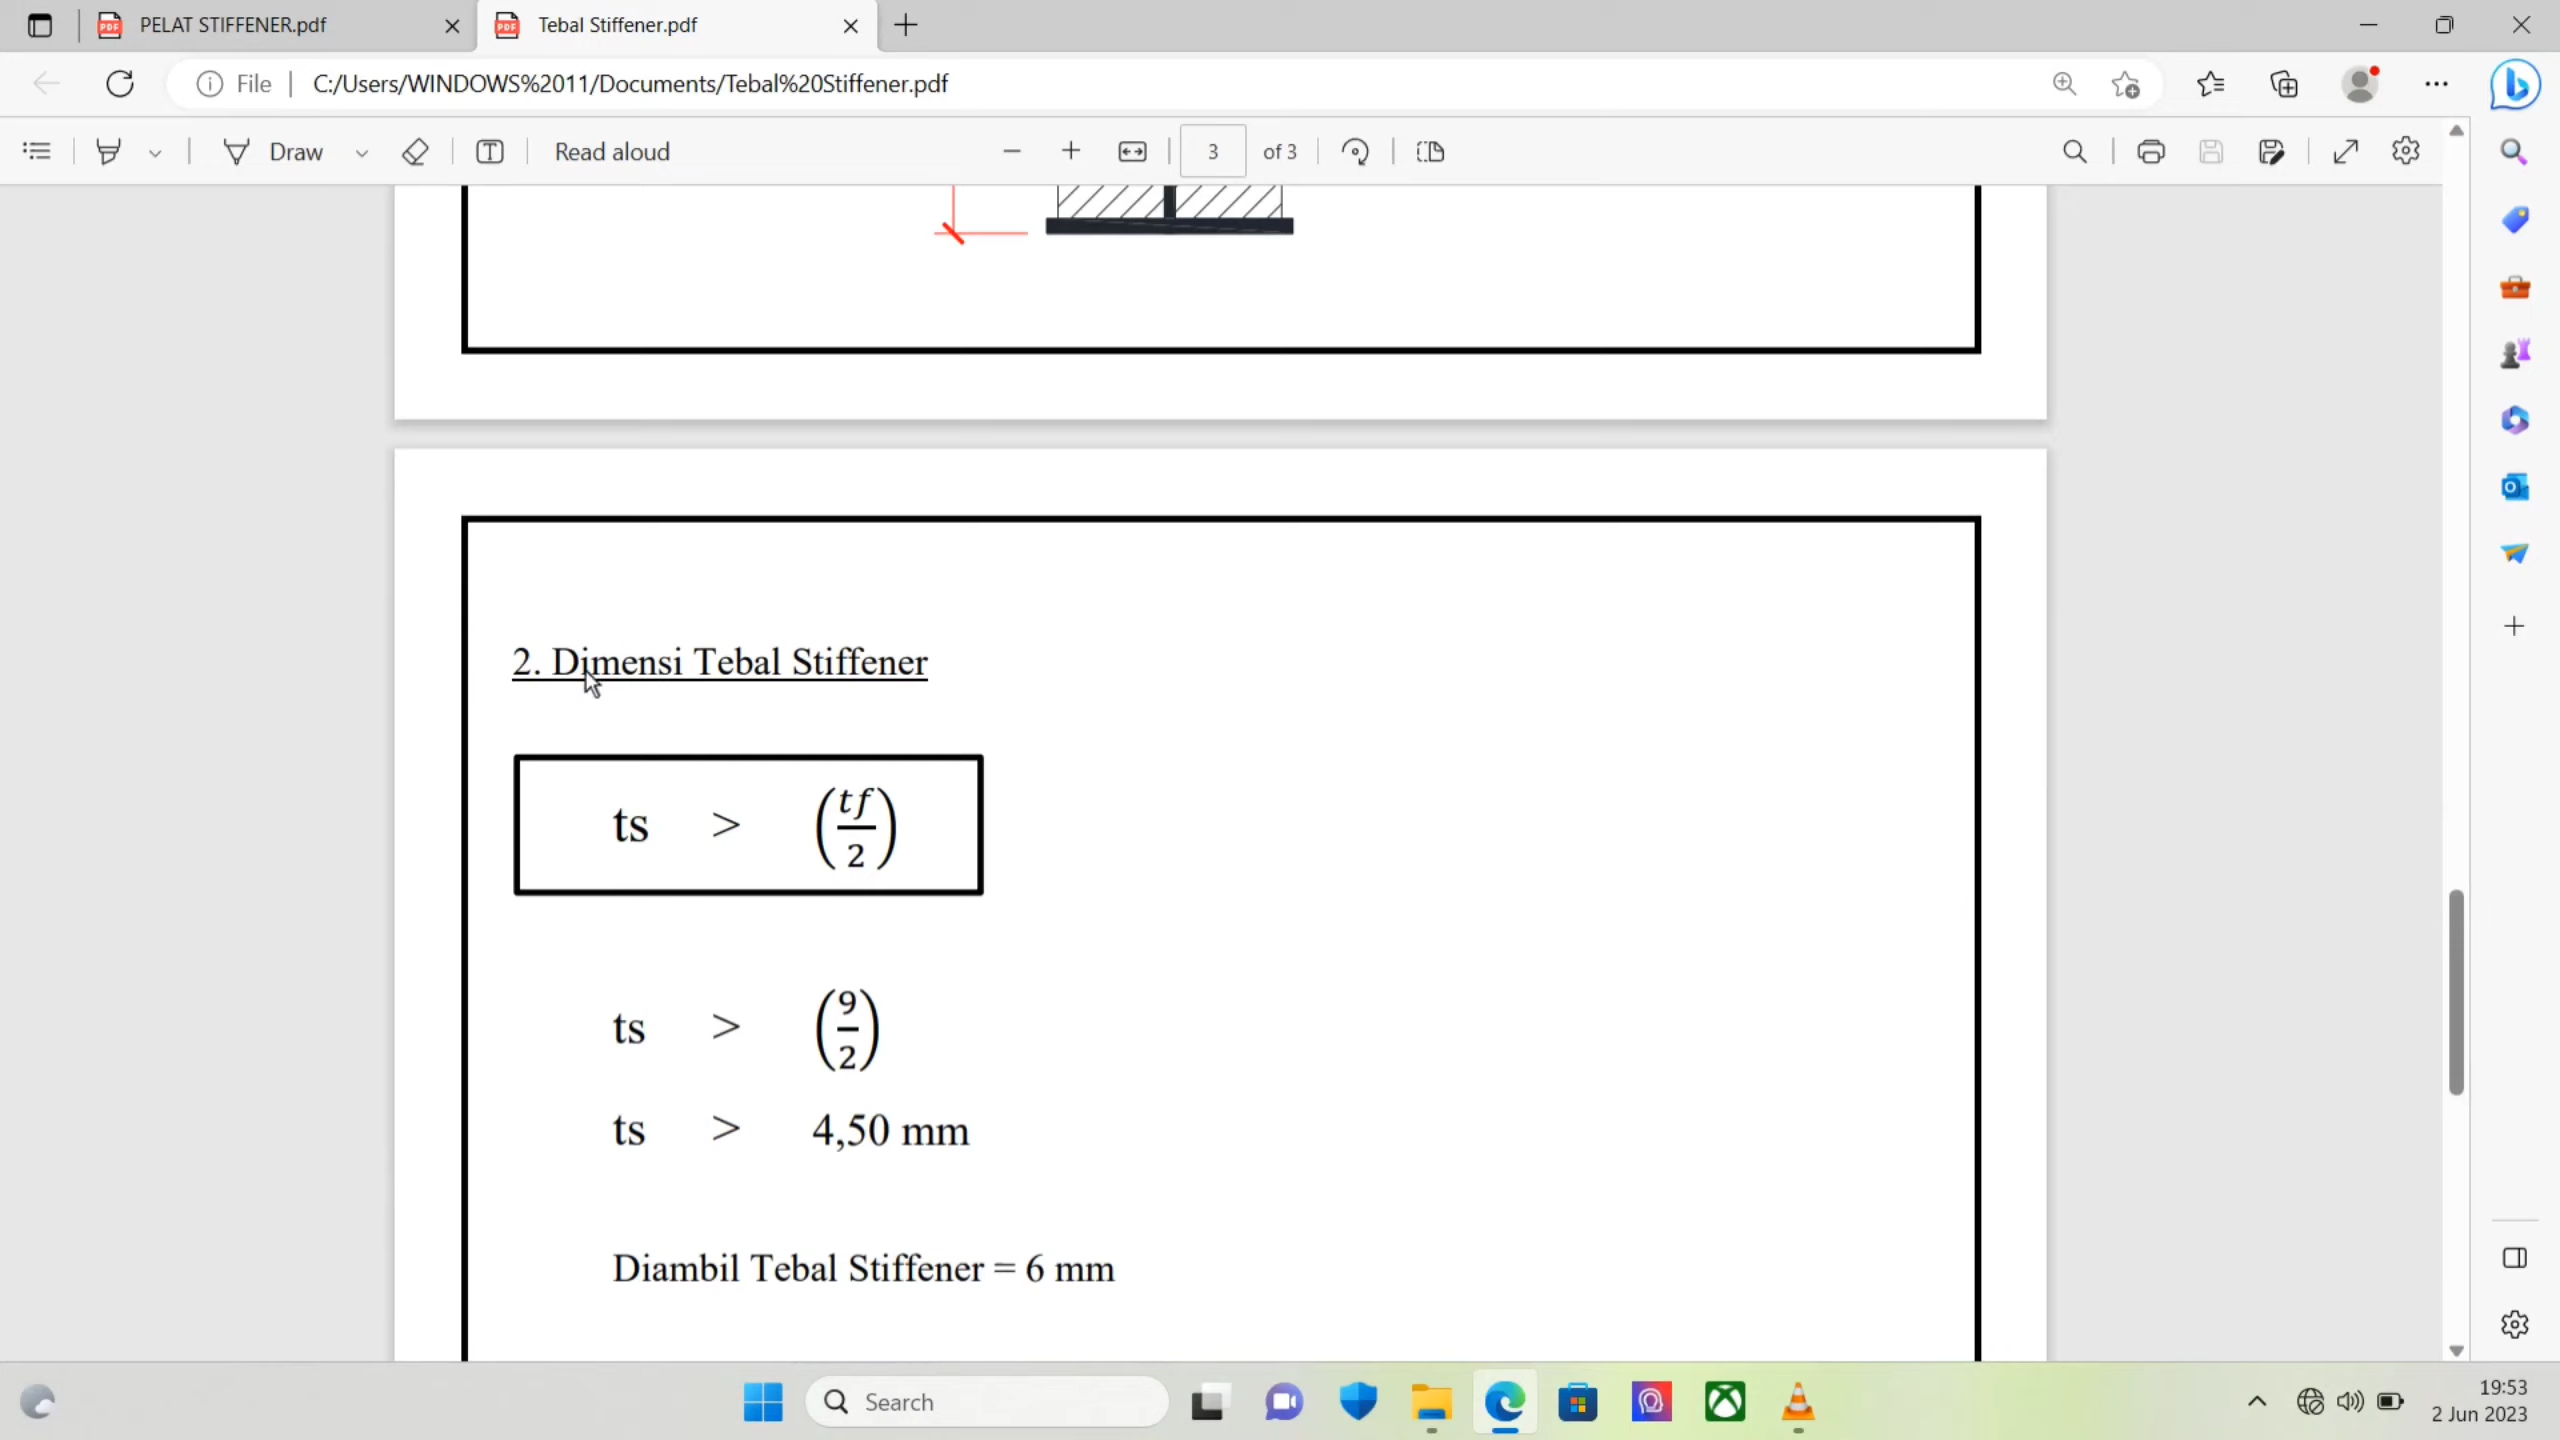 PELAT STIFFENER.pdf
Tebal Stiffener.pdf
File
C:/Users/WINDOWS%2011/Documents/Tebal%20Stiffener.pdf
Draw
Read aloud
3
of 3
2. Dimensi Tebal Stiffener
ts > (tf/2)
ts > (9/2)
ts > 4,50 mm
Diambil Tebal Stiffener = 6 mm
Search
19:53
2 Jun 2023